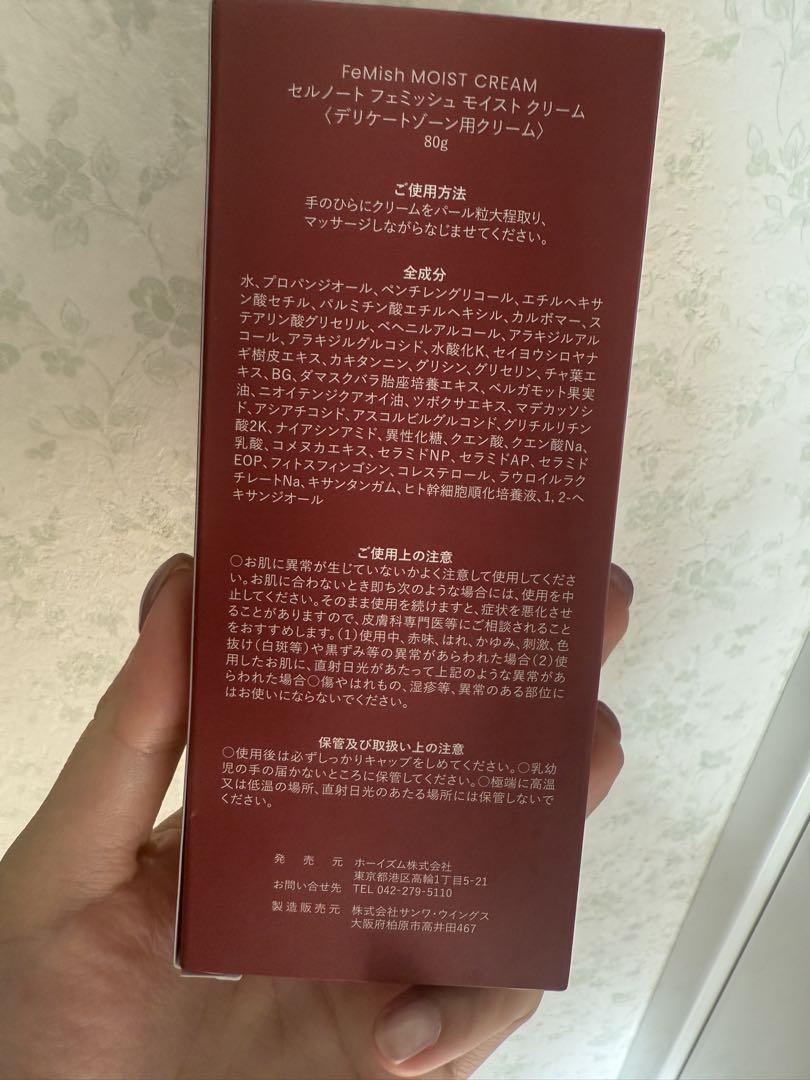 FeMish MOIST CREAM
セルノート フェミッシュ モイスト クリーム
〈デリケートゾーン用クリーム〉
80g
ご使用方法
手のひらにクリームをパール粒大程取り、
マッサージしながらなじませてください。
全成分
水、プロパンジオール、ペンチレングリコール、エチルヘキサ
ン酸セチル、パルミチン酸エチルヘキシル、カルボマー、ス
テアリン酸グリセリル、ベヘニルアルコール、アラキジルアル
コール、アラキジルグルコシド、水酸化K、セイヨウシロヤナ
ギ樹皮エキス、カキタンニン、グリシン、グリセリン、チャ葉エ
キス、BG、ダマスクバラ胎座培養エキス、ベルガモット果実
油、ニオイテンジクアオイ油、ツボクサエキス、マデカッソシ
ド、アシアチコシド、アスコルビルグルコシド、グリチルリチン
酸2K、ナイアシンアミド、異性化糖、クエン酸、クエン酸Na、
乳酸、コメヌカエキス、セラミドNP、セラミドAP、セラミド
EOP、フィトスフィンゴシン、コレステロール、ラウロイルラク
チレートNa、キサンタンガム、ヒト幹細胞順化培養液、1, 2-ヘ
キサンジオール
ご使用上の注意
○お肌に異常が生じていないかよく注意して使用してくださ
い。お肌に合わないとき即ち次のような場合には、使用を中
止してください。そのまま使用を続けますと、症状を悪化させ
ることがありますので、皮膚科専門医等にご相談されること
をおすすめします。(1)使用中、赤味、はれ、かゆみ、刺激、色
抜け(白斑等)や黒ずみ等の異常があらわれた場合(2)使
用したお肌に、直射日光があたって上記のような異常があ
らわれた場合○傷やはれもの、湿疹等、異常のある部位に
はお使いにならないでください。
保管及び取扱い上の注意
○使用後は必ずしっかりキャップをしめてください。○乳幼
児の手の届かないところに保管してください。○極端に高温
又は低温の場所、直射日光のあたる場所には保管しないで
ください。
発売元 ホーイズム株式会社
東京都港区高輪1丁目5-21
お問い合せ先 TEL 042-279-5110
製造販売元 株式会社サンワ・ウイングス
大阪府柏原市高井田467